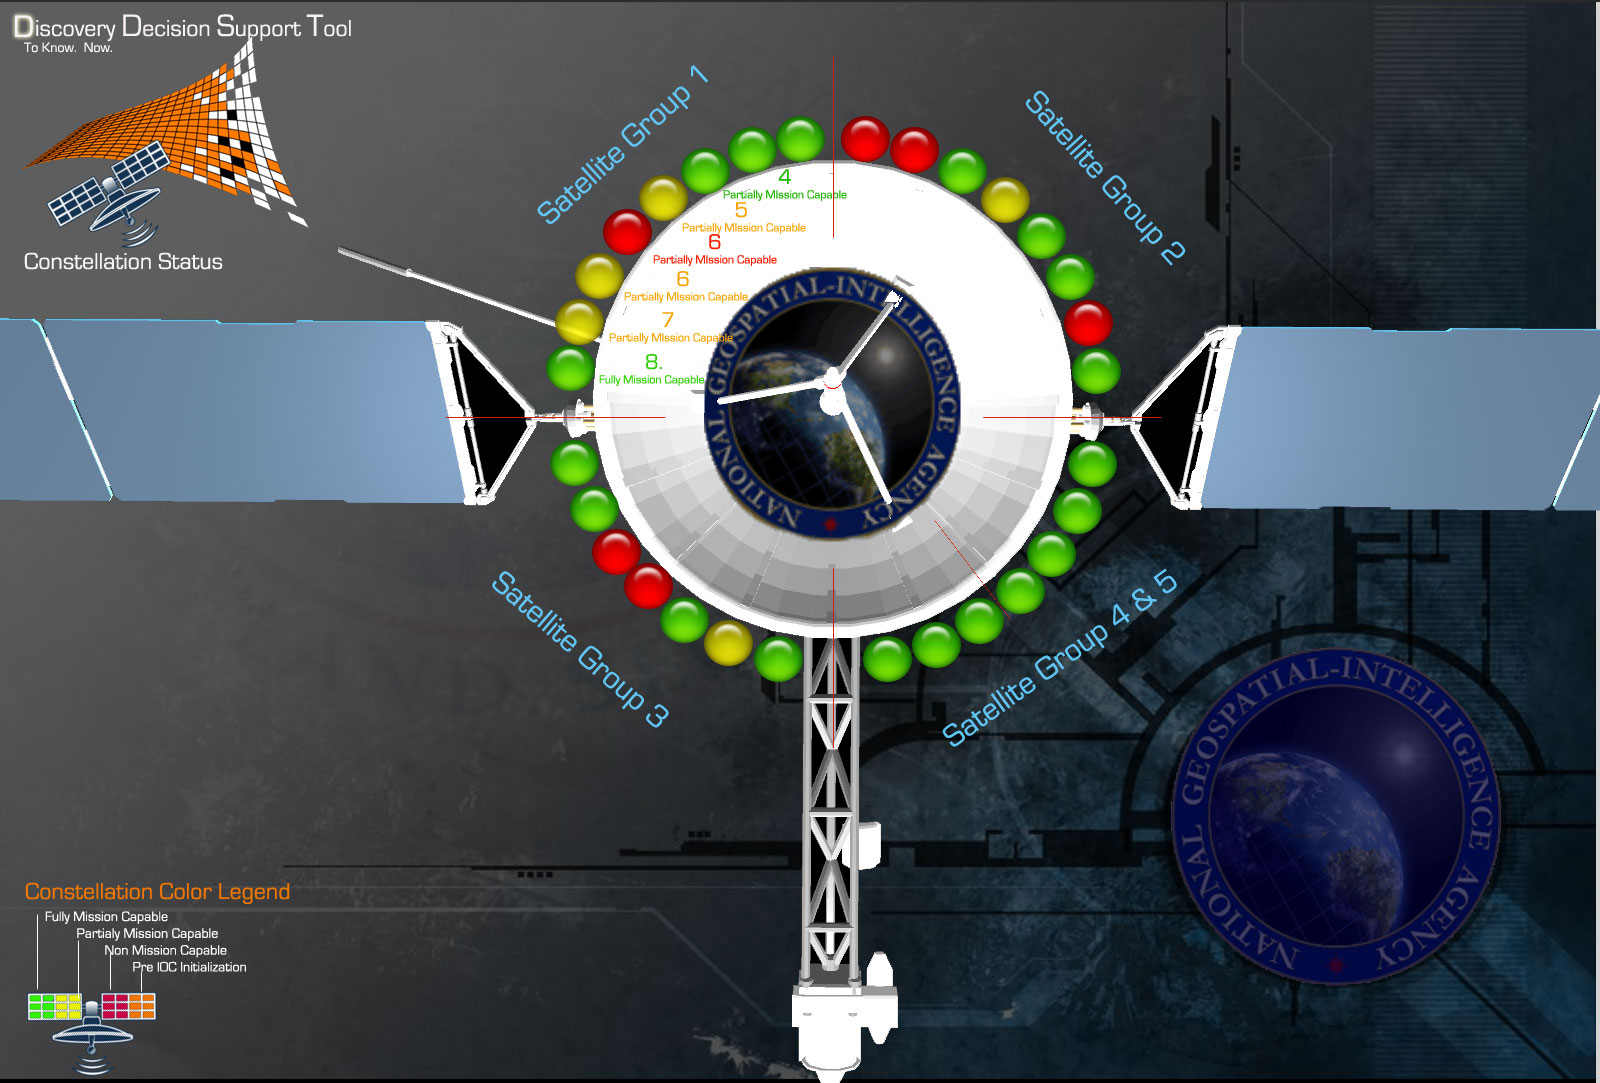 Discovery Decision Support Tool
To Know. Now.
Constellation Status
Satellite Group 1
Satellite Group 2
4
Partially MIssion Capable
5
Partially MIssion Capable
6
Partially MIssion Capable
6
Partially MIssion Capable
7
Partially MIssion Capable
8.
Fully Mission Capable
NATIONAL GEOSPATIAL-INTELLIGENCE AGENCY
Satellite Group 3
Satellite Group 4 & 5
NATIONAL GEOSPATIAL-INTELLIGENCE AGENCY
Constellation Color Legend
Fully Mission Capable
Partialy Mission Capable
Non Mission Capable
Pre IOC Initialization